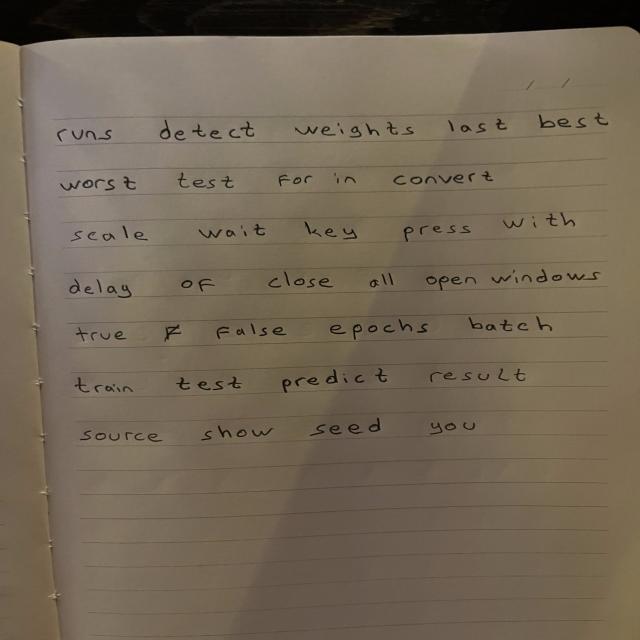 runs detect weights last best
worst test For in convert
scale wait key press with
delay OF close all open windows
true F False epochs batch
train test predict result
source show seed you